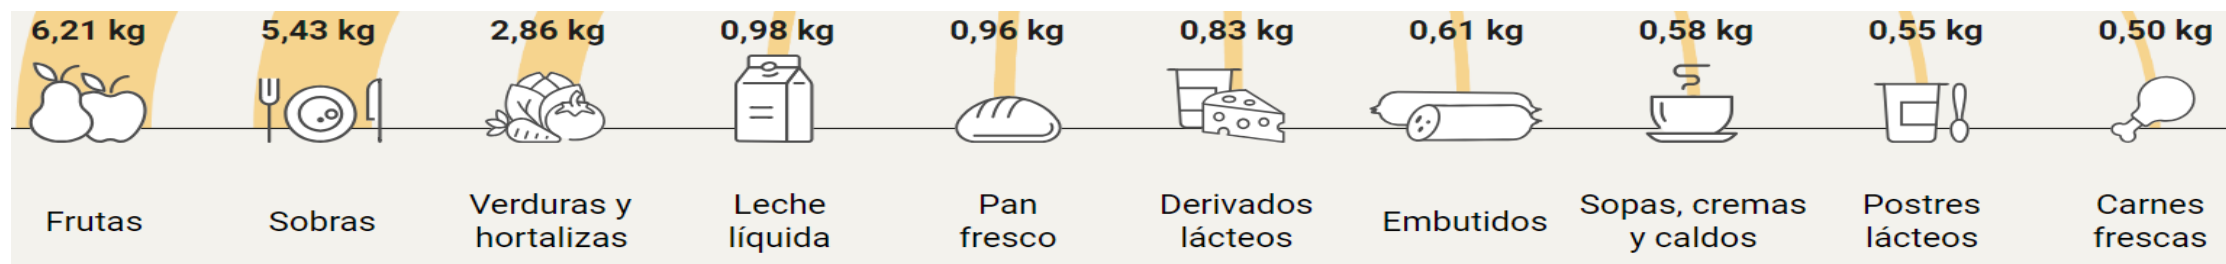 6,21 kg 5,43 kg 2,86 kg 0,98 kg 0,96 kg 0,83 kg 0,61 kg 0,58 kg 0,55 kg 0,50 kg
Frutas
Sobras
Verduras y
hortalizas
Leche
líquida
Pan
fresco
Derivados
lácteos
Embutidos
Sopas, cremas
y caldos
Postres
lácteos
Carnes
frescas